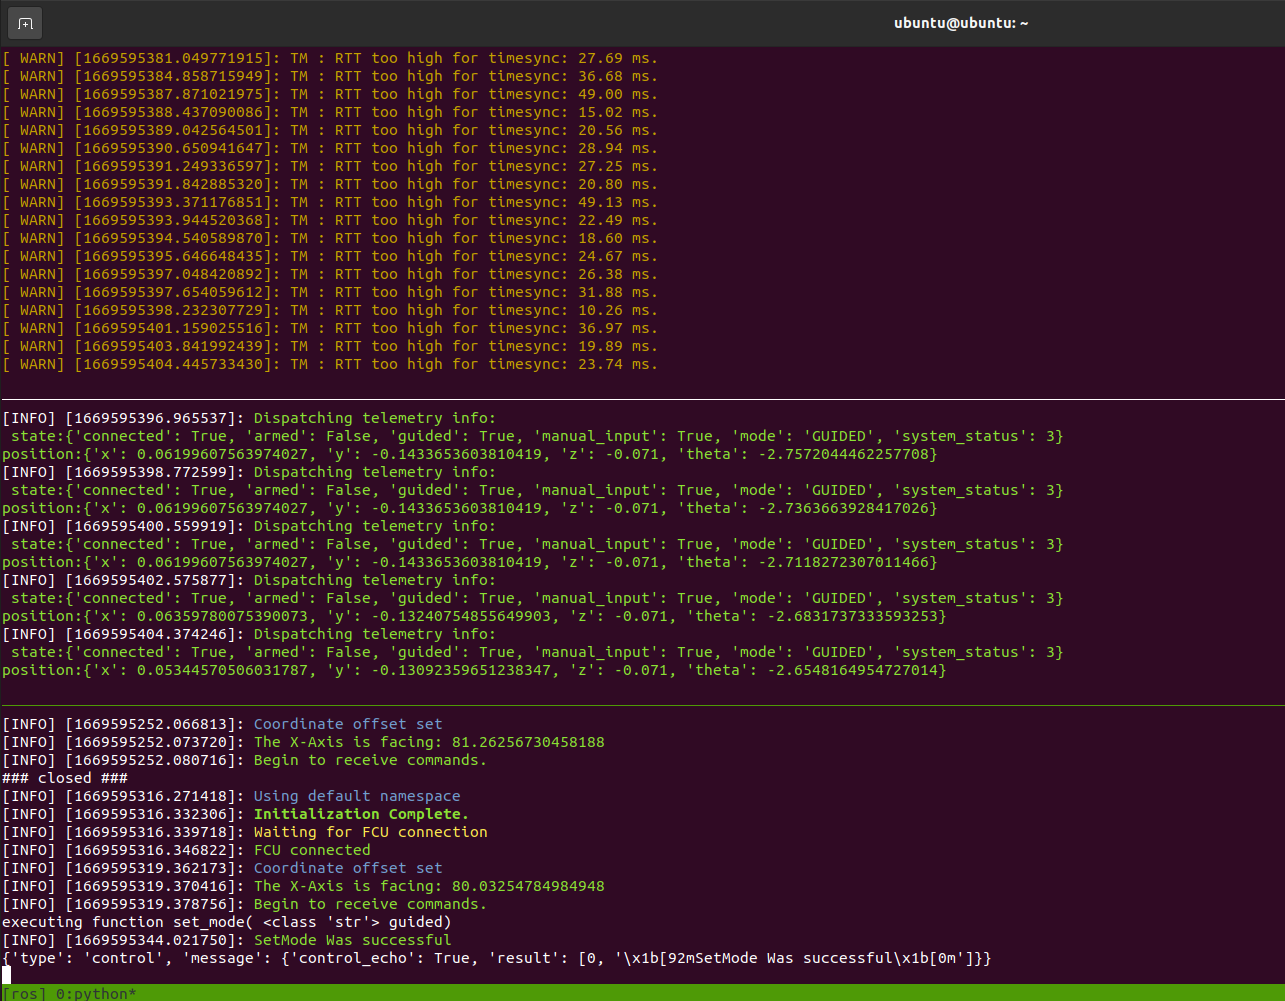 ubuntu@ubuntu: ~
[ WARN] [1669595381.049771915]: TM : RTT too high for timesync: 27.69 ms.
[ WARN] [1669595384.858715949]: TM : RTT too high for timesync: 36.68 ms.
[ WARN] [1669595387.871021975]: TM : RTT too high for timesync: 49.00 ms.
[ WARN] [1669595388.437090086]: TM : RTT too high for timesync: 15.02 ms.
[ WARN] [1669595389.042564501]: TM : RTT too high for timesync: 20.56 ms.
[ WARN] [1669595390.650941647]: TM : RTT too high for timesync: 28.94 ms.
[ WARN] [1669595391.249336597]: TM : RTT too high for timesync: 27.25 ms.
[ WARN] [1669595391.842885320]: TM : RTT too high for timesync: 20.80 ms.
[ WARN] [1669595393.371176851]: TM : RTT too high for timesync: 49.13 ms.
[ WARN] [1669595393.944520368]: TM : RTT too high for timesync: 22.49 ms.
[ WARN] [1669595394.540589870]: TM : RTT too high for timesync: 18.60 ms.
[ WARN] [1669595395.646648435]: TM : RTT too high for timesync: 24.67 ms.
[ WARN] [1669595397.048420892]: TM : RTT too high for timesync: 26.38 ms.
[ WARN] [1669595397.654059612]: TM : RTT too high for timesync: 31.88 ms.
[ WARN] [1669595398.232307729]: TM : RTT too high for timesync: 10.26 ms.
[ WARN] [1669595401.159025516]: TM : RTT too high for timesync: 36.97 ms.
[ WARN] [1669595403.841992439]: TM : RTT too high for timesync: 19.89 ms.
[ WARN] [1669595404.445733430]: TM : RTT too high for timesync: 23.74 ms.
[INFO] [1669595396.965537]: Dispatching telemetry info:
 state:{'connected': True, 'armed': False, 'guided': True, 'manual_input': True, 'mode': 'GUIDED', 'system_status': 3}
position:{'x': 0.06199607563974027, 'y': -0.1433653603810419, 'z': -0.071, 'theta': -2.7572044462257708}
[INFO] [1669595398.772599]: Dispatching telemetry info:
 state:{'connected': True, 'armed': False, 'guided': True, 'manual_input': True, 'mode': 'GUIDED', 'system_status': 3}
position:{'x': 0.06199607563974027, 'y': -0.1433653603810419, 'z': -0.071, 'theta': -2.7363663928417026}
[INFO] [1669595400.559919]: Dispatching telemetry info:
 state:{'connected': True, 'armed': False, 'guided': True, 'manual_input': True, 'mode': 'GUIDED', 'system_status': 3}
position:{'x': 0.06199607563974027, 'y': -0.1433653603810419, 'z': -0.071, 'theta': -2.7118272307011466}
[INFO] [1669595402.575877]: Dispatching telemetry info:
 state:{'connected': True, 'armed': False, 'guided': True, 'manual_input': True, 'mode': 'GUIDED', 'system_status': 3}
position:{'x': 0.06359780075390073, 'y': -0.13240754855649903, 'z': -0.071, 'theta': -2.6831737333593253}
[INFO] [1669595404.374246]: Dispatching telemetry info:
 state:{'connected': True, 'armed': False, 'guided': True, 'manual_input': True, 'mode': 'GUIDED', 'system_status': 3}
position:{'x': 0.05344570506031787, 'y': -0.13092359651238347, 'z': -0.071, 'theta': -2.6548164954727014}
[INFO] [1669595252.066813]: Coordinate offset set
[INFO] [1669595252.073720]: The X-Axis is facing: 81.26256730458188
[INFO] [1669595252.080716]: Begin to receive commands.
### closed ###
[INFO] [1669595316.271418]: Using default namespace
[INFO] [1669595316.332306]: Initialization Complete.
[INFO] [1669595316.339718]: Waiting for FCU connection
[INFO] [1669595316.346822]: FCU connected
[INFO] [1669595319.362173]: Coordinate offset set
[INFO] [1669595319.370416]: The X-Axis is facing: 80.03254784984948
[INFO] [1669595319.378756]: Begin to receive commands.
executing function set_mode( <class 'str'> guided)
[INFO] [1669595344.021750]: SetMode Was successful
{'type': 'control', 'message': {'control_echo': True, 'result': [0, '\x1b[92mSetMode Was successful\x1b[0m']}}
[ros] 0:python*